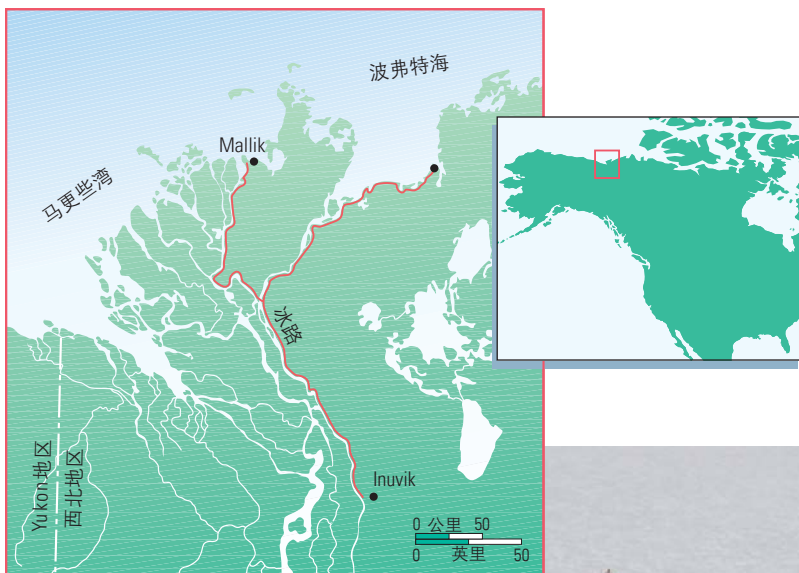 波弗特海
Mallik
马更些湾
冰路
Yukon地区
西北地区
Inuvik
0 公里 50
0 英里 50